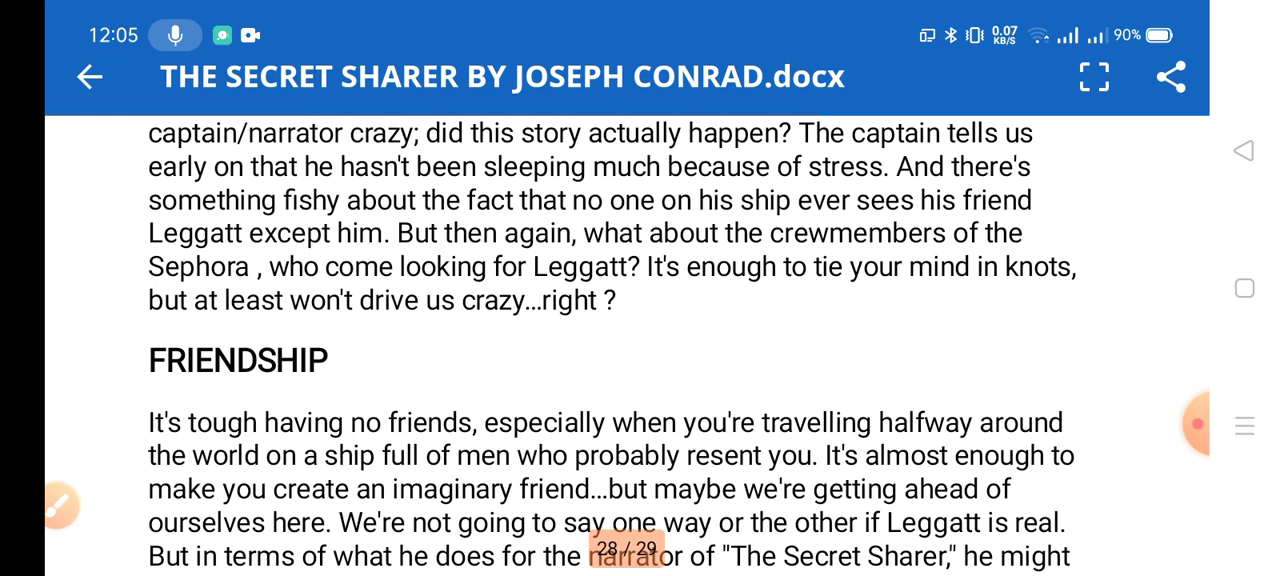 12:05
0.07
KB/S
90%
THE SECRET SHARER BY JOSEPH CONRAD.docx
captain/narrator crazy; did this story actually happen? The captain tells us
early on that he hasn't been sleeping much because of stress. And there's
something fishy about the fact that no one on his ship ever sees his friend
Leggatt except him. But then again, what about the crewmembers of the
Sephora , who come looking for Leggatt? It's enough to tie your mind in knots,
but at least won't drive us crazy...right ?
FRIENDSHIP
It's tough having no friends, especially when you're travelling halfway around
the world on a ship full of men who probably resent you. It's almost enough to
make you create an imaginary friend...but maybe we're getting ahead of
ourselves here. We're not going to say one way or the other if Leggatt is real.
But in terms of what he does for the narrator of "The Secret Sharer," he might
28 / 29